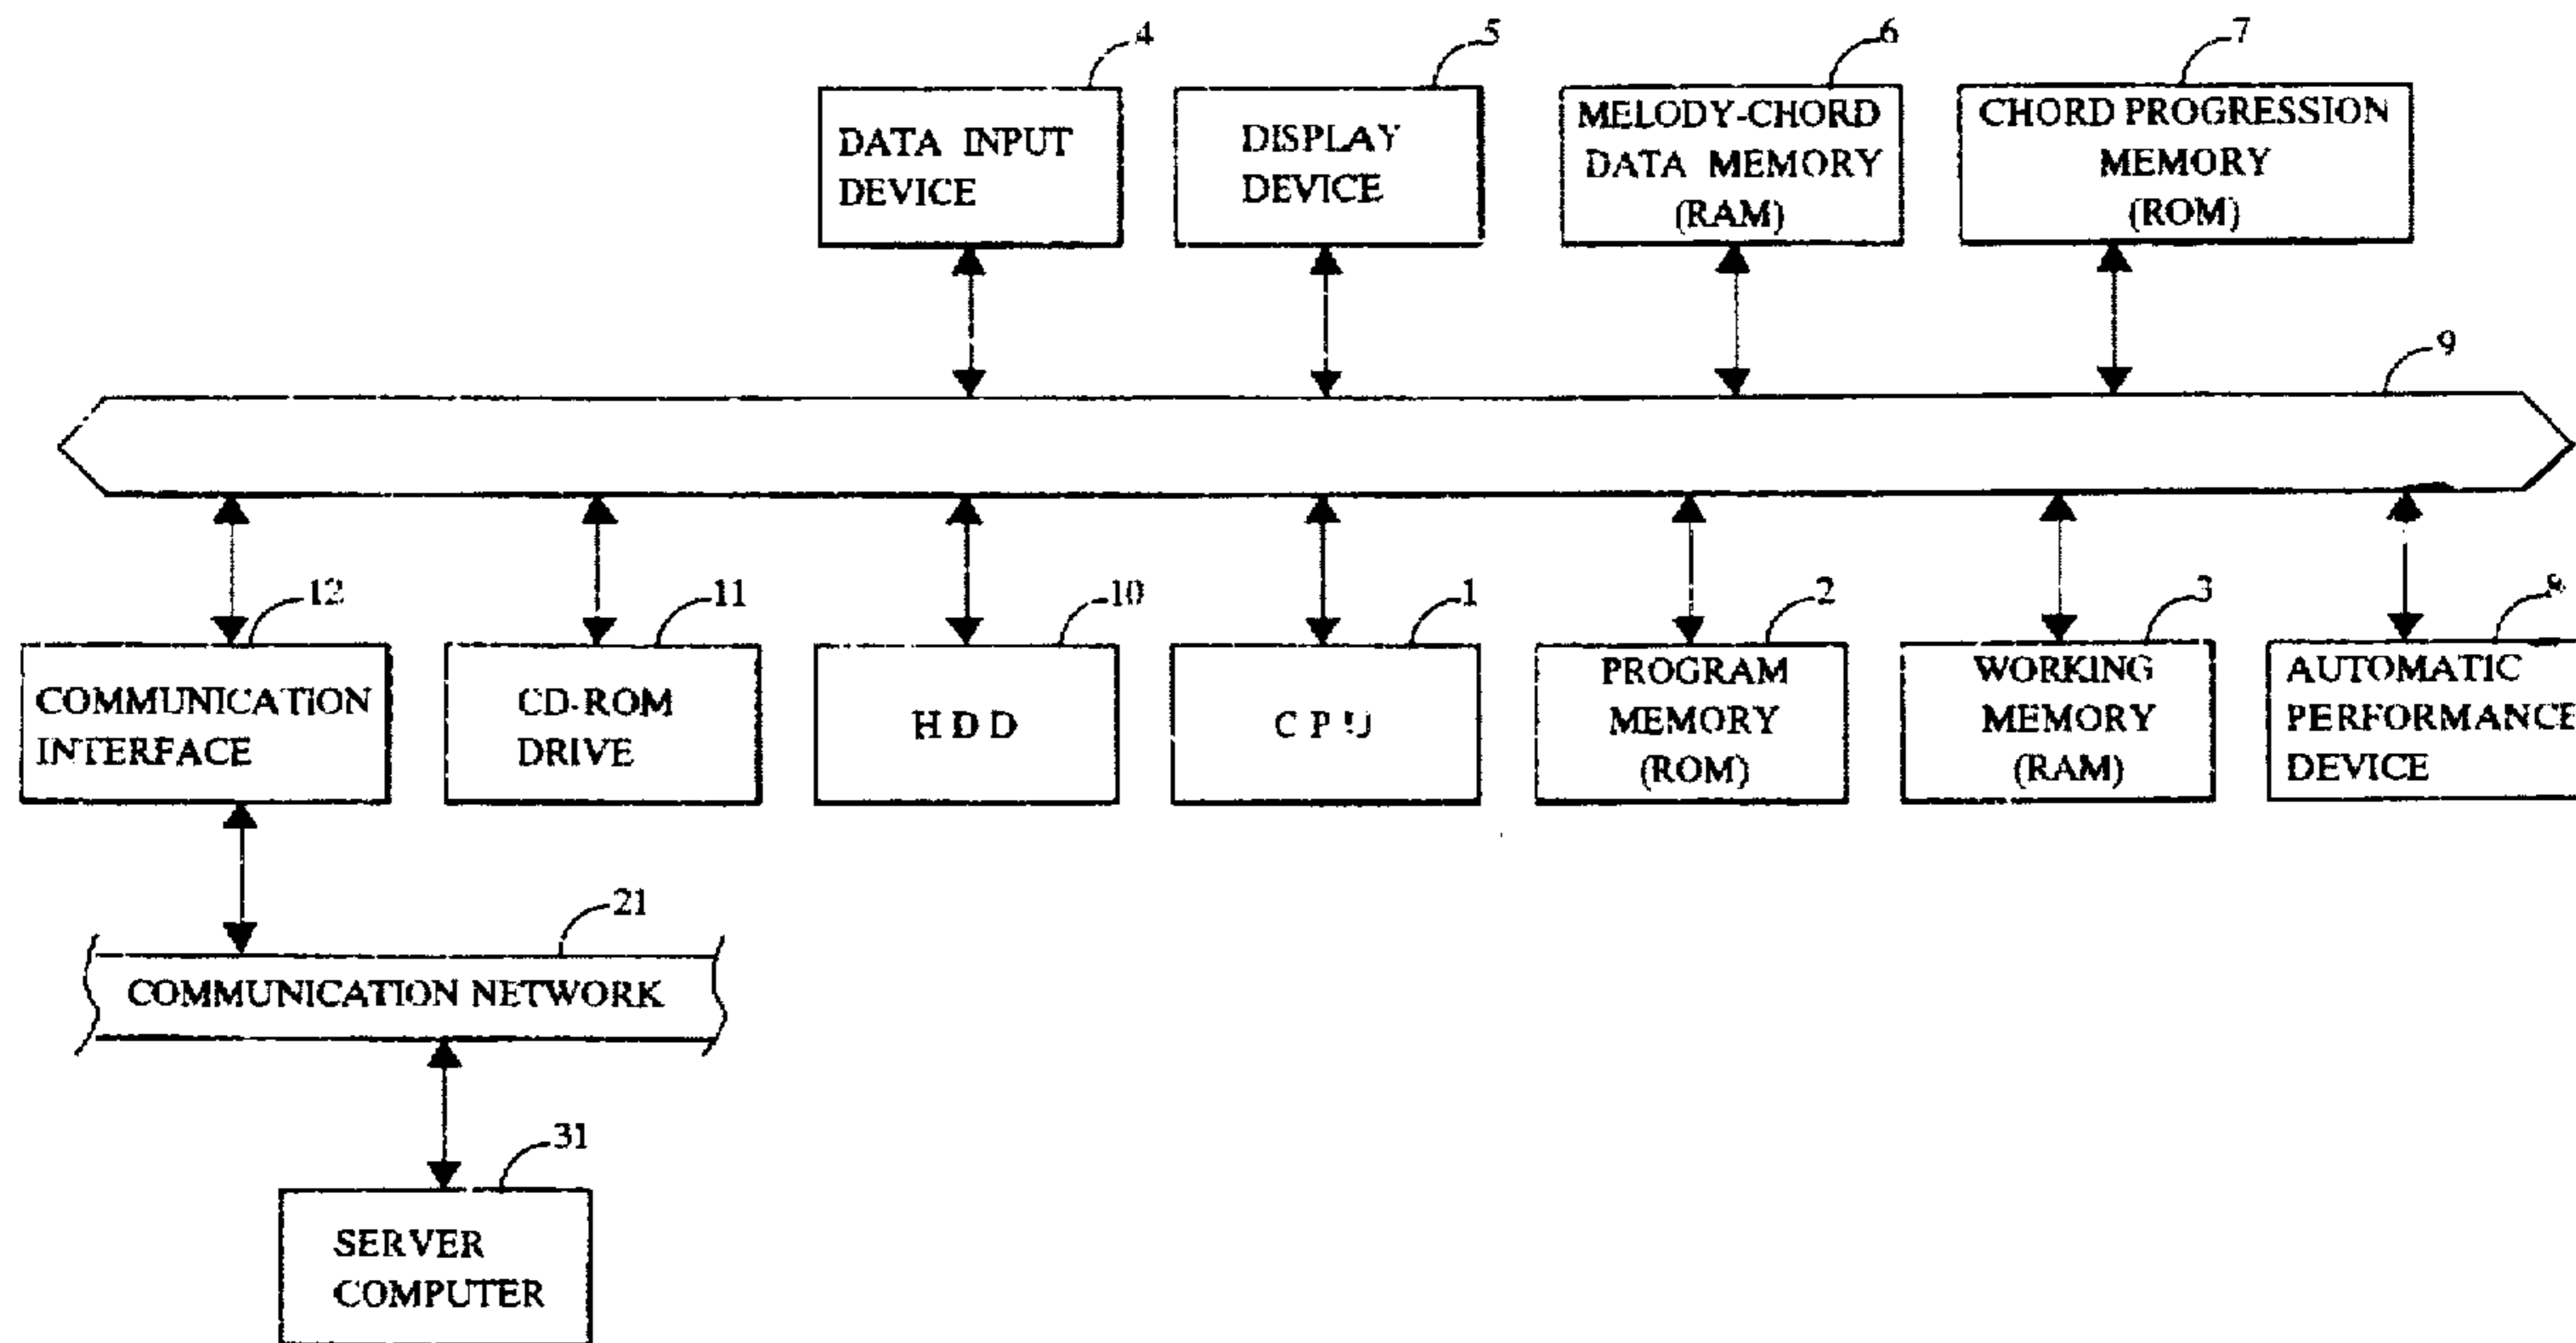 4
5
6
7
DATA INPUT
DEVICE
DISPLAY
DEVICE
MELODY-CHORD
DATA MEMORY
(RAM)
CHORD PROGRESSION
MEMORY
(ROM)
9
12
11
10
1
2
3
8
COMMUNICATION
INTERFACE
CD-ROM
DRIVE
HDD
CPU
PROGRAM
MEMORY
(ROM)
WORKING
MEMORY
(RAM)
AUTOMATIC
PERFORMANCE
DEVICE
21
COMMUNICATION NETWORK
31
SERVER
COMPUTER